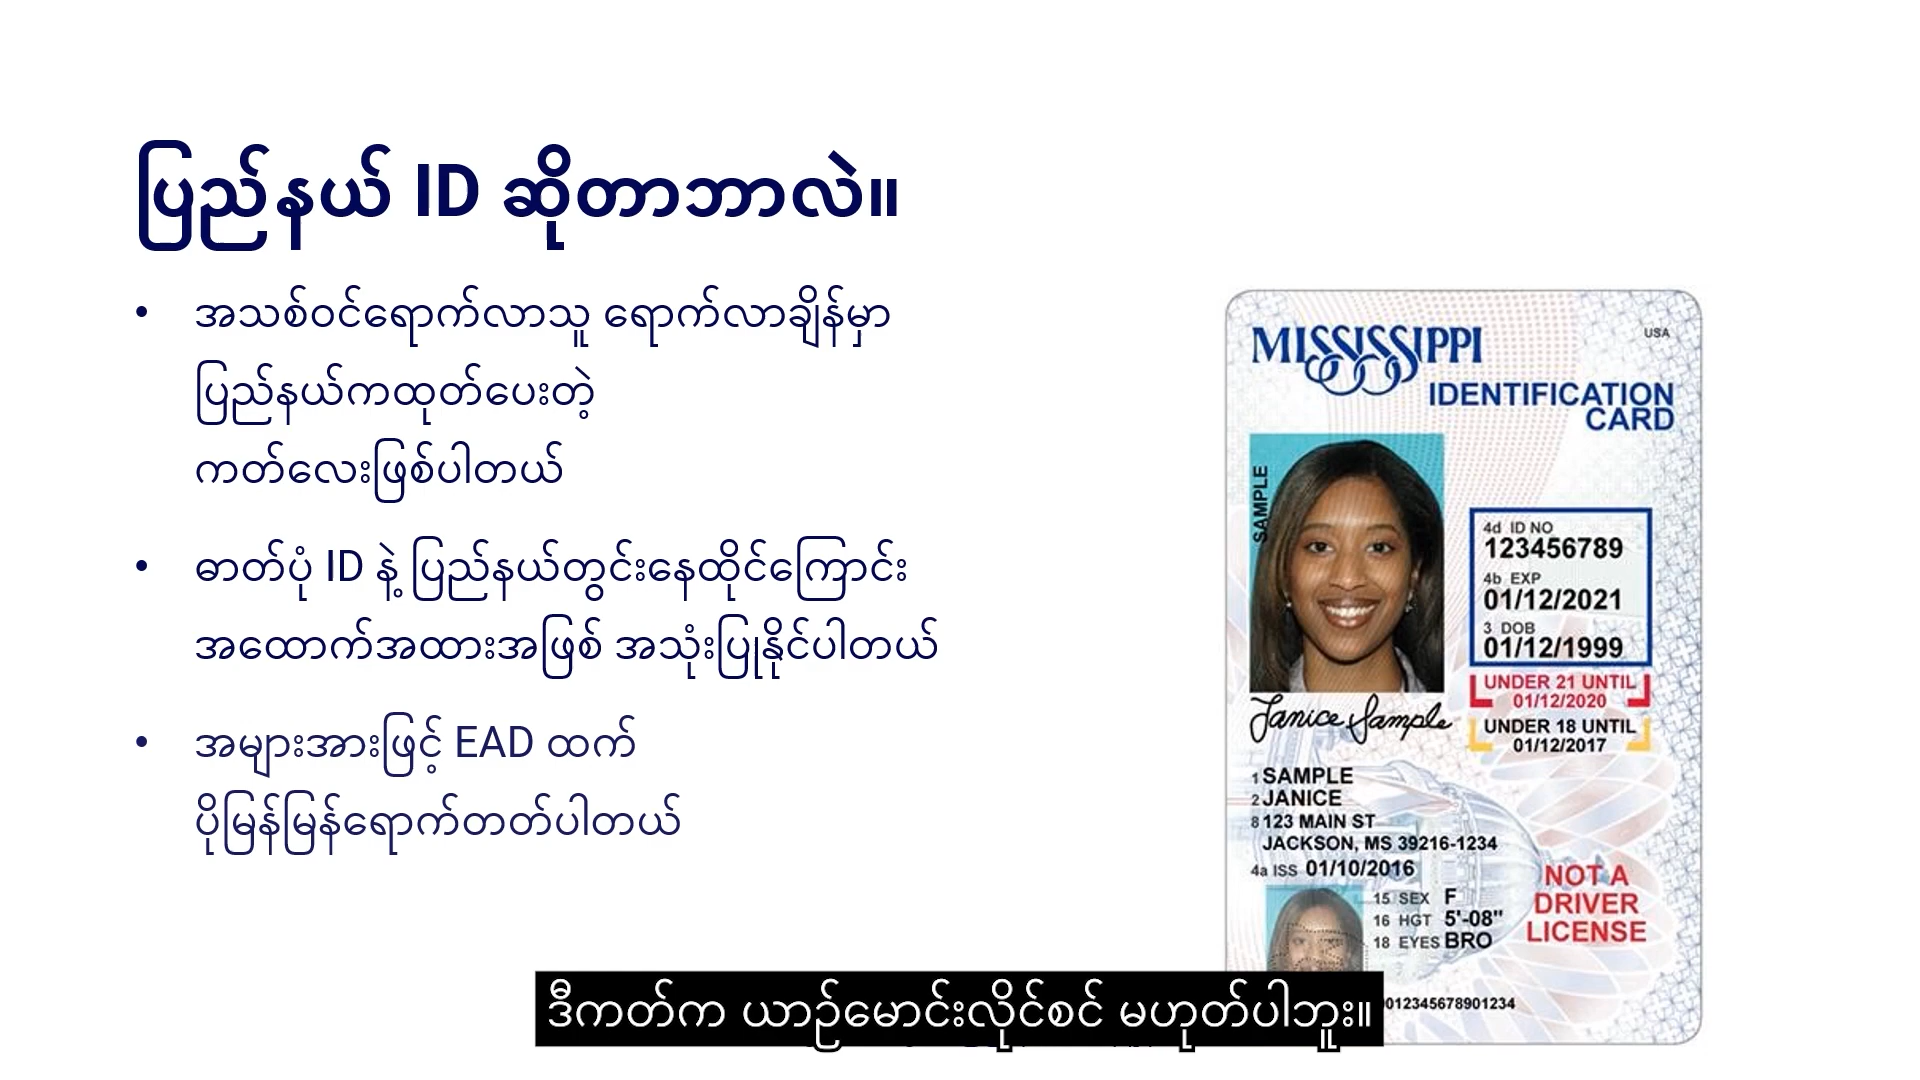 ပြည်နယ် ID ဆိုတာဘာလဲ။
• အသစ်ဝင်ရောက်လာသူ ရောက်လာချိန်မှာ
ပြည်နယ်ကထုတ်ပေးတဲ့
ကတ်လေးဖြစ်ပါတယ်
• ဓာတ်ပုံ ID နဲ့ ပြည်နယ်တွင်းနေထိုင်ကြောင်း
အထောက်အထားအဖြစ် အသုံးပြုနိုင်ပါတယ်
• အများအားဖြင့် EAD ထက်
ပိုမြန်မြန်ရောက်တတ်ပါတယ်
MISSISSIPPI
USA
IDENTIFICATION
CARD
SAMPLE
4d ID NO
123456789
4b EXP
01/12/2021
3 DOB
01/12/1999
UNDER 21 UNTIL
01/12/2020
UNDER 18 UNTIL
01/12/2017
Janice Sample
1 SAMPLE
2 JANICE
8 123 MAIN ST
JACKSON, MS 39216-1234
4a ISS 01/10/2016
15 SEX F
16 HGT 5'-08"
18 EYES BRO
NOT A
DRIVER
LICENSE
0012345678901234
ဒီကတ်က ယာဉ်မောင်းလိုင်စင် မဟုတ်ပါဘူး။